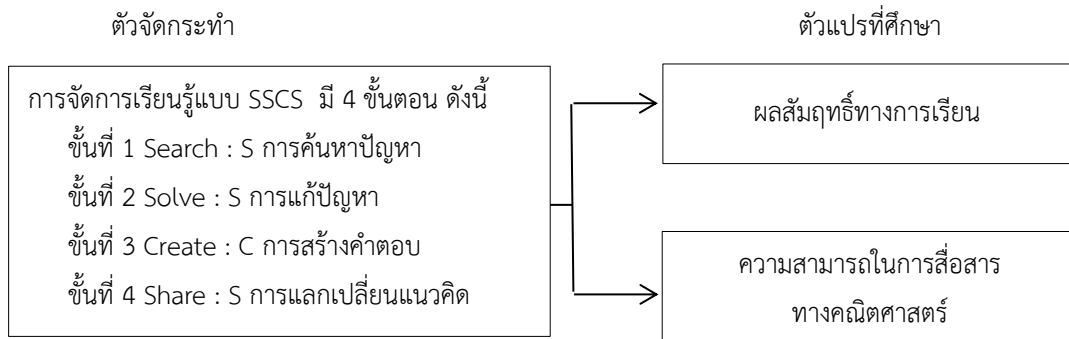 ตัวจัดกระทำ
ตัวแปรที่ศึกษา
การจัดการเรียนรู้แบบ SSCS มี 4 ขั้นตอน ดังนี้
ขั้นที่ 1 Search : S การค้นหาปัญหา
ขั้นที่ 2 Solve : S การแก้ปัญหา
ขั้นที่ 3 Create : C การสร้างคำตอบ
ขั้นที่ 4 Share : S การแลกเปลี่ยนแนวคิด
ผลสัมฤทธิ์ทางการเรียน
ความสามารถในการสื่อสาร
ทางคณิตศาสตร์